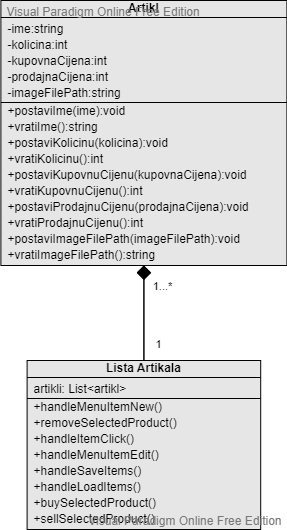 Artikl
Visual Paradigm Online Free Edition
-ime:string
-kolicina:int
-kupovnaCijena:int
-prodajnaCijena:int
-imageFilePath:string
+postaviIme(ime):void
+vratiIme():string
+postaviKolicinu(kolicina):void
+vratiKolicinu():int
+postaviKupovnuCijenu(kupovnaCijena):void
+vratiKupovnuCijenu():int
+postaviProdajnuCijenu(prodajnaCijena):void
+vratiProdajnuCijenu():int
+postaviImageFilePath(imageFilePath):void
+vratiImageFilePath():string
1...*
1
Lista Artikala
artikli: List<artikl>
+handleMenuItemNew()
+removeSelectedProduct()
+handleItemClick()
+handleMenuItemEdit()
+handleSaveItems()
+handleLoadItems()
+buySelectedProduct()
+sellSelectedProduct()
Visual Paradigm Online Free Edition